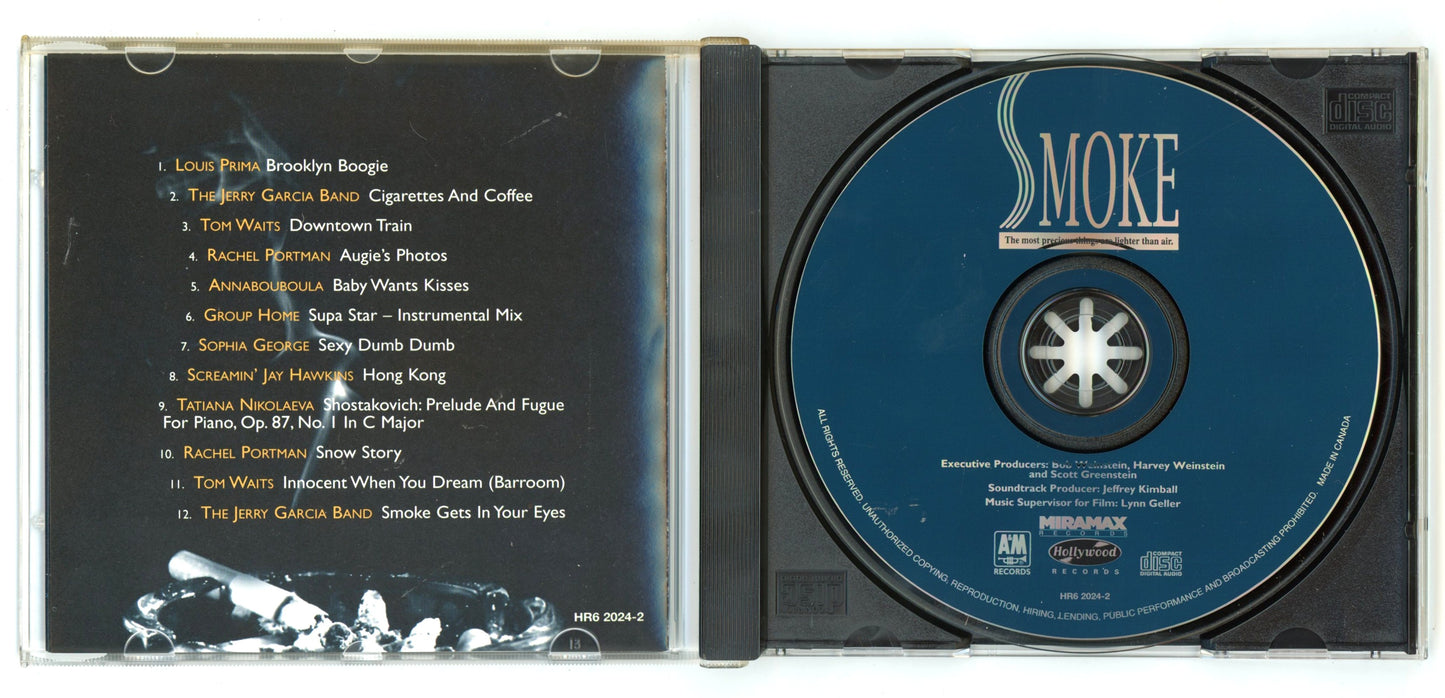 1. LOUIS PRIMA Brooklyn Boogie
2. THE JERRY GARCIA BAND Cigarettes And Coffee
3. TOM WAITS Downtown Train
4. RACHEL PORTMAN Augie's Photos
5. ANNABOUBOULA Baby Wants Kisses
6. GROUP HOME Supa Star – Instrumental Mix
7. SOPHIA GEORGE Sexy Dumb Dumb
8. SCREAMIN' JAY HAWKINS Hong Kong
9. TATIANA NIKOLAEVA Shostakovich: Prelude And Fugue
For Piano, Op. 87, No. 1 In C Major
10. RACHEL PORTMAN Snow Story
11. TOM WAITS Innocent When You Dream (Barroom)
12. THE JERRY GARCIA BAND Smoke Gets In Your Eyes
HR6 2024-2
13
SMOKE
The most precious things are lighter than air.
Executive Producers: Bob Weinstein, Harvey Weinstein
and Scott Greenstein
Soundtrack Producer: Jeffrey Kimball
Music Supervisor for Film: Lynn Geller
MIRAMAX
RECORDS
A&M
RECORDS
Hollywood
RECORDS
COMPACT
disc
DIGITAL AUDIO
HR6 2024-2
ALL RIGHTS RESERVED. UNAUTHORIZED COPYING, REPRODUCTION, HIRING, LENDING, PUBLIC PERFORMANCE AND BROADCASTING PROHIBITED. MADE IN CANADA
COMPACT
disc
DIGITAL AUDIO